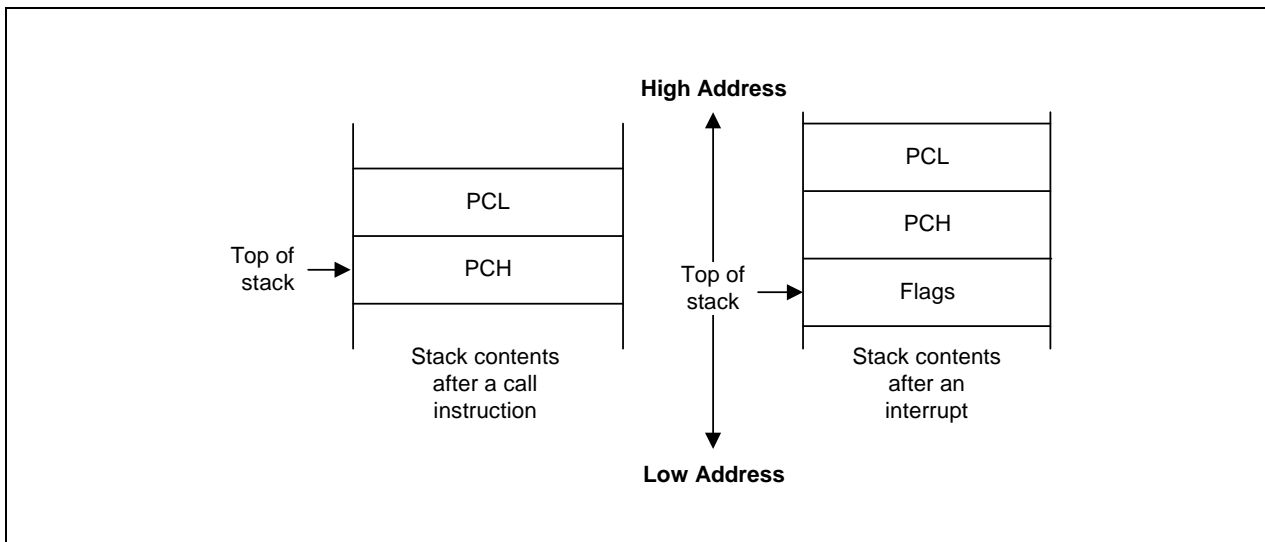 High Address
PCL
PCH
Top of
stack
Stack contents
after a call
instruction
Top of
stack
PCL
PCH
Flags
Stack contents
after an
interrupt
Low Address